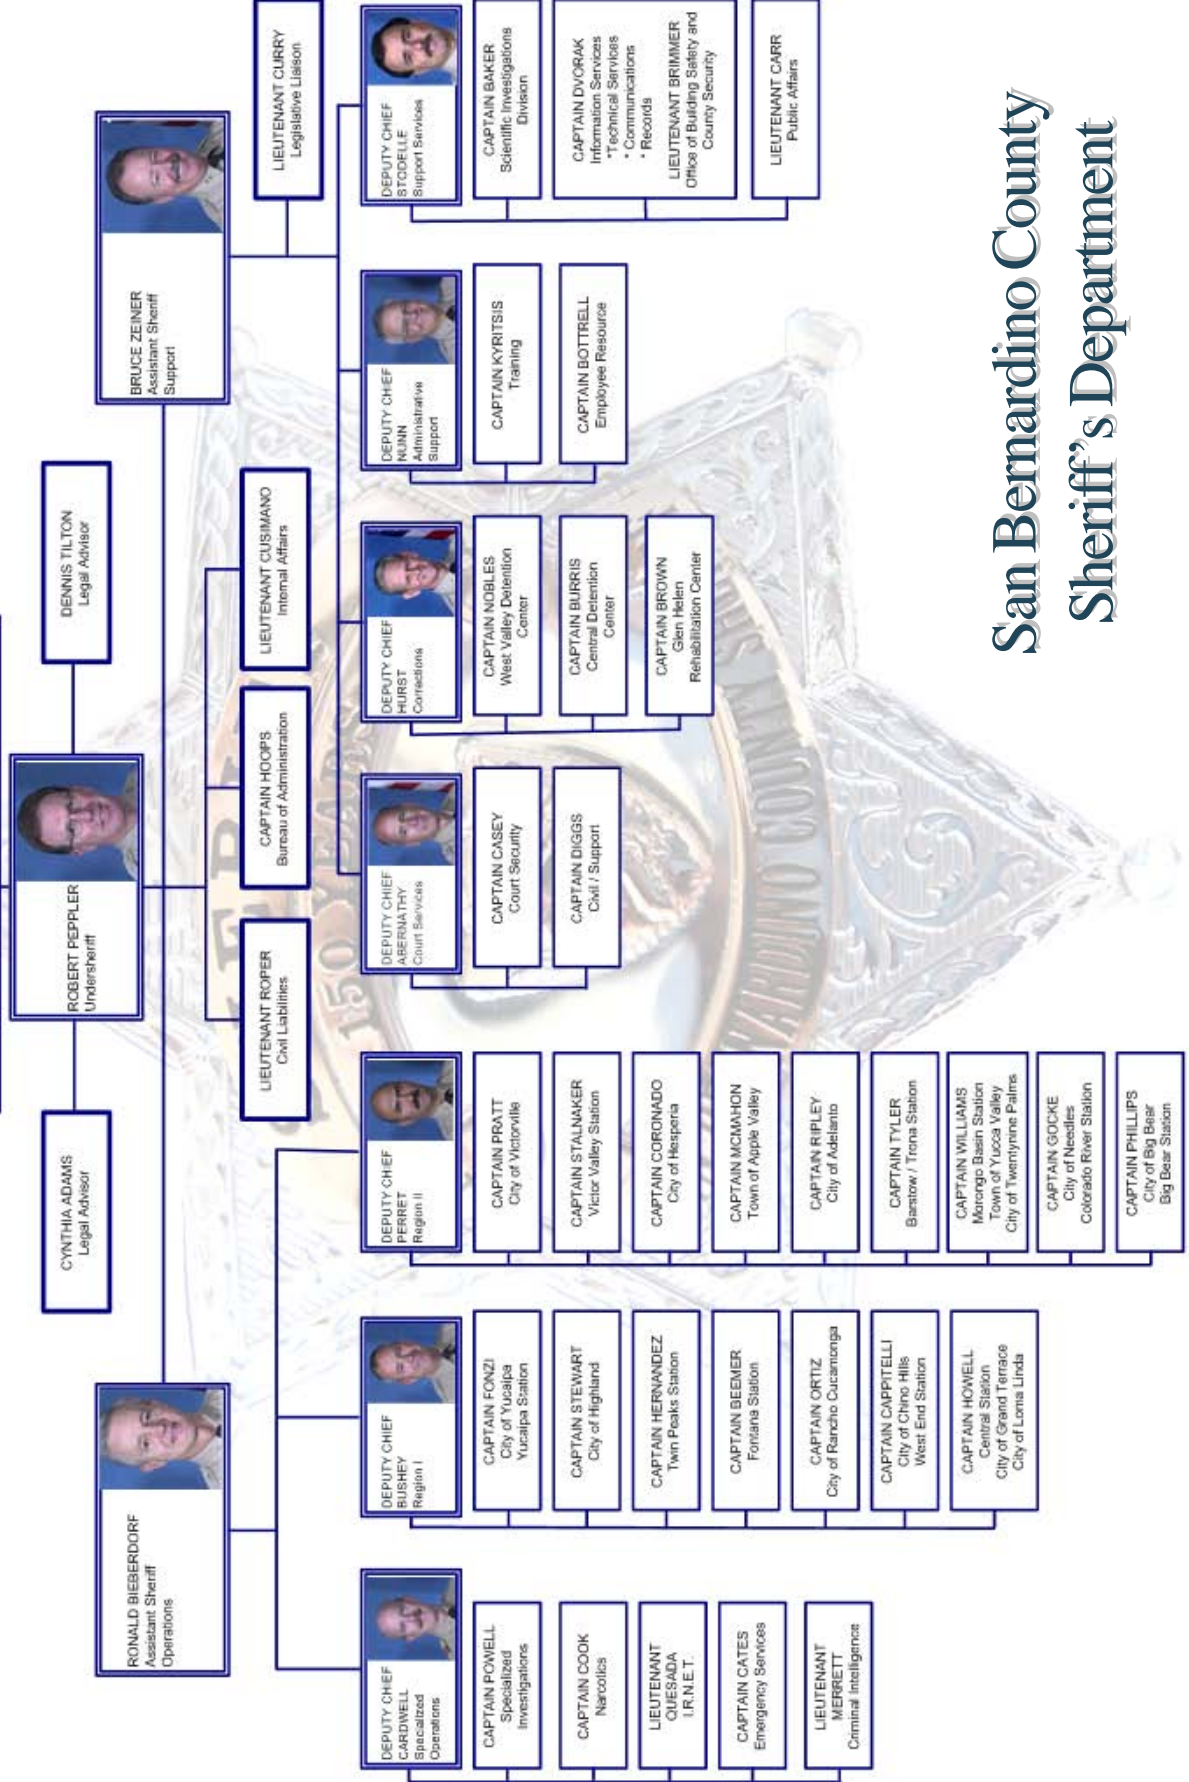 ROBERT PEPPLER
Undersheriff
CYNTHIA ADAMS
Legal Advisor
DENNIS TILTON
Legal Advisor
RONALD BIEBERDORF
Assistant Sheriff
Operations
BRUCE ZEINER
Assistant Sheriff
Support
LIEUTENANT ROPER
Civil Liabilities
CAPTAIN HOOPS
Bureau of Administration
LIEUTENANT CUSIMANO
Internal Affairs
LIEUTENANT CURRY
Legislative Liaison
DEPUTY CHIEF
CARDWELL
Specialized
Operations
CAPTAIN POWELL
Specialized
Investigations
CAPTAIN COOK
Narcotics
LIEUTENANT
QUESADA
I.R.N.E.T.
CAPTAIN CATES
Emergency Services
LIEUTENANT
MERRETT
Criminal Intelligence
DEPUTY CHIEF
BUSHEY
Region I
CAPTAIN FONZI
City of Yucaipa
Yucaipa Station
CAPTAIN STEWART
City of Highland
CAPTAIN HERNANDEZ
Twin Peaks Station
CAPTAIN BEEMER
Fontana Station
CAPTAIN ORTIZ
City of Rancho Cucamonga
CAPTAIN CAPPITELLI
City of Chino Hills
West End Station
CAPTAIN HOWELL
Central Station
City of Grand Terrace
City of Loma Linda
DEPUTY CHIEF
PERRET
Region II
CAPTAIN PRATT
City of Victorville
CAPTAIN STALNAKER
Victor Valley Station
CAPTAIN CORONADO
City of Hesperia
CAPTAIN MCMAHON
Town of Apple Valley
CAPTAIN RIPLEY
City of Adelanto
CAPTAIN TYLER
Barstow / Trona Station
CAPTAIN WILLIAMS
Morongo Basin Station
Town of Yucca Valley
City of Twentynine Palms
CAPTAIN GOCKE
City of Needles
Colorado River Station
CAPTAIN PHILLIPS
City of Big Bear
Big Bear Station
DEPUTY CHIEF
ABERNATHY
Court Services
CAPTAIN CASEY
Court Security
CAPTAIN DIGGS
Civil / Support
DEPUTY CHIEF
HURST
Corrections
CAPTAIN NOBLES
West Valley Detention
Center
CAPTAIN BURRIS
Central Detention
Center
CAPTAIN BROWN
Glen Helen
Rehabilitation Center
DEPUTY CHIEF
NUNN
Administrative
Support
CAPTAIN KYRITSIS
Training
CAPTAIN BOTTRELL
Employee Resource
DEPUTY CHIEF
STODELLE
Support Services
CAPTAIN BAKER
Scientific Investigations
Division
CAPTAIN DVORAK
Information Services
*Technical Services
* Communications
* Records
LIEUTENANT BRIMMER
Office of Building Safety and
County Security
LIEUTENANT CARR
Public Affairs
150 YEARS
San Bernardino County
Sheriff's Department